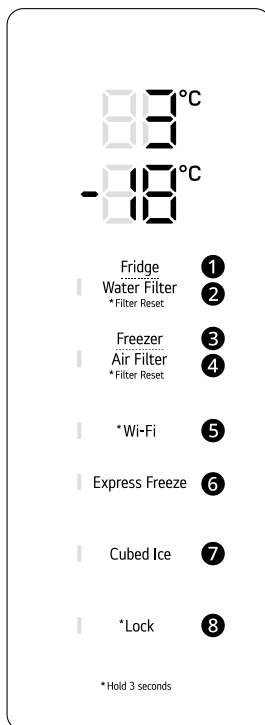 3°C
-18°C
Fridge 1
Water Filter 2
*Filter Reset
Freezer 3
Air Filter 4
*Filter Reset
*Wi-Fi 5
Express Freeze 6
Cubed Ice 7
*Lock 8
*Hold 3 seconds